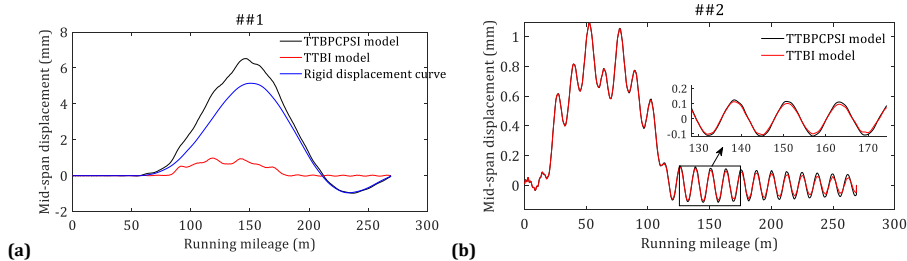 ##1
8
6
4
2
0
-2
Mid-span displacement (mm)
TTBPCPSI model
TTBI model
Rigid displacement curve
0 50 100 150 200 250 300
Running mileage (m)
(a)
##2
1
0.8
0.6
0.4
0.2
0
Mid-span displacement (mm)
TTBPCPSI model
TTBI model
0.2
0.1
0
-0.1
130 140 150 160 170
0 50 100 150 200 250 300
Running mileage (m)
(b)